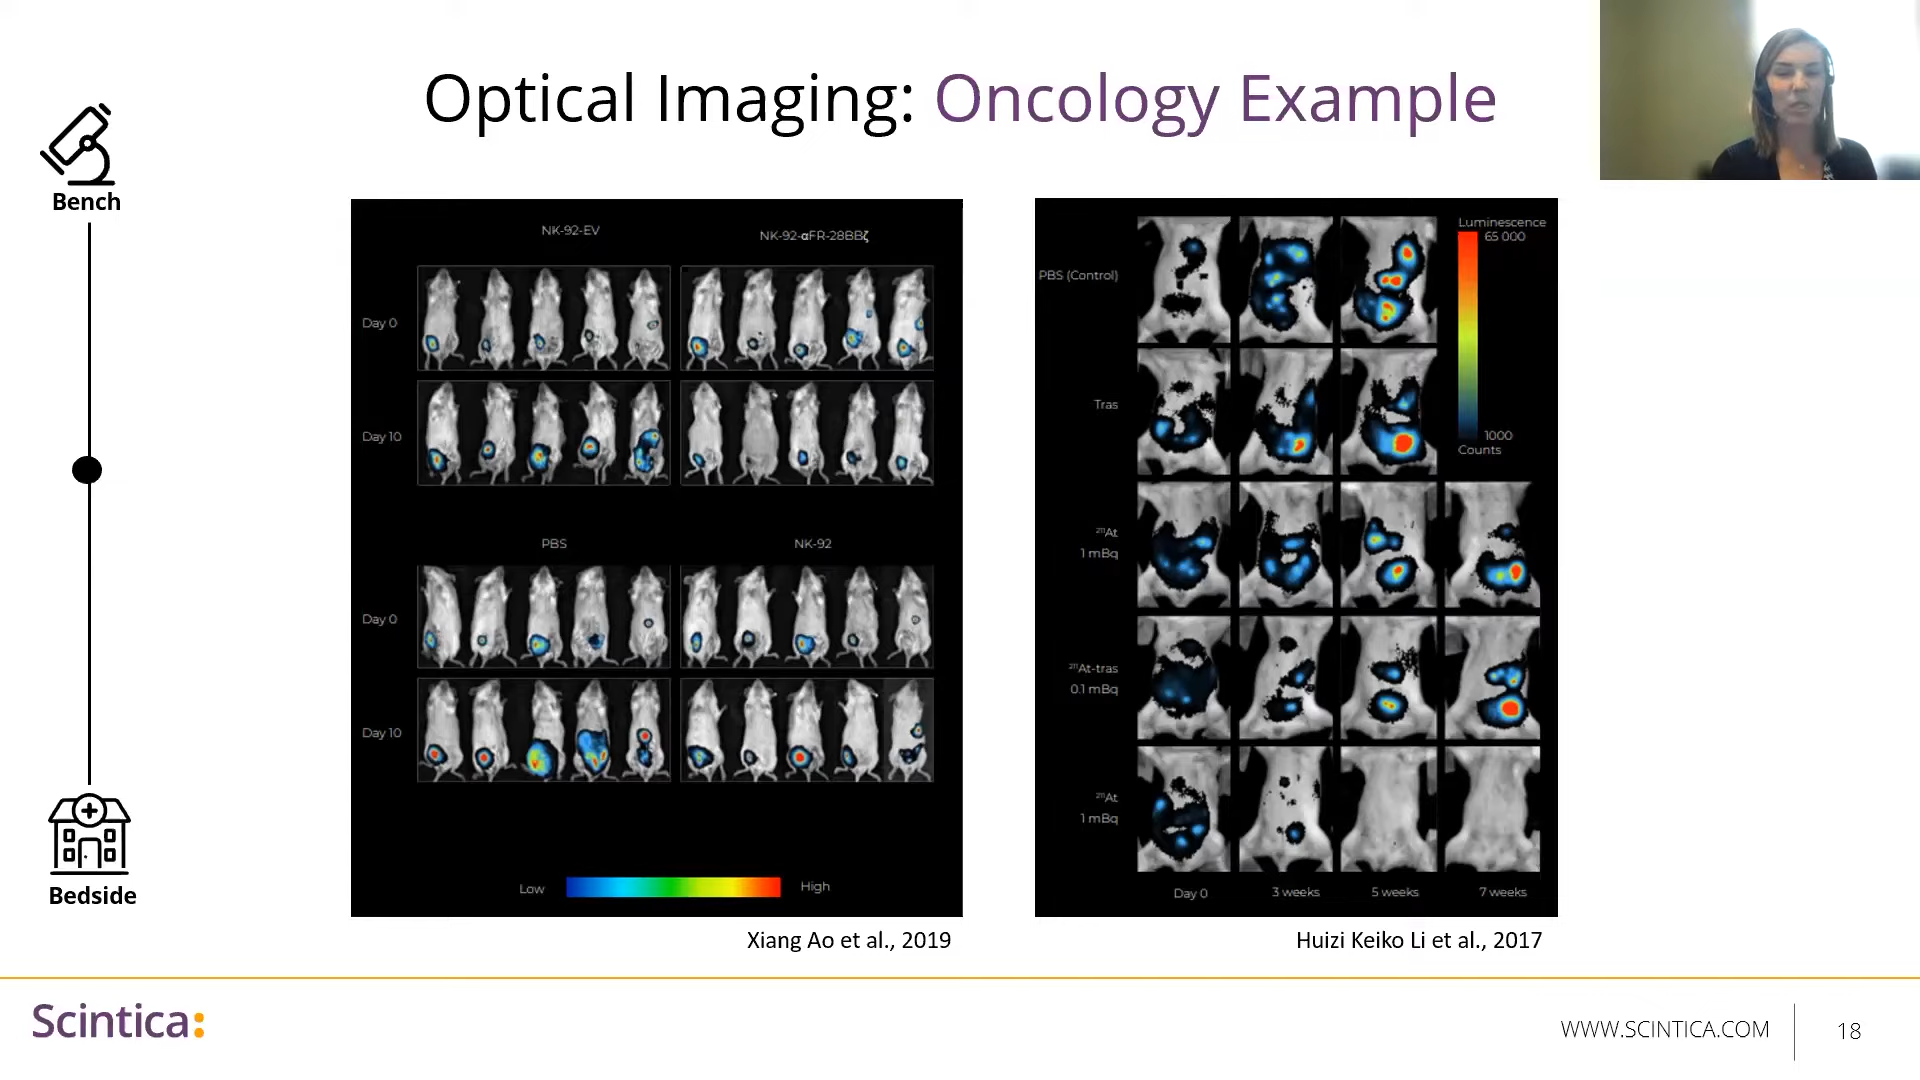 Optical Imaging: Oncology Example
Bench
Bedside
NK-92-EV
NK-92-αFR-28BBζ
Day 0
Day 10
PBS
NK-92
Day 0
Day 10
Low
High
Xiang Ao et al., 2019
Luminescence
65 000
1000
Counts
PBS (Control)
Tras
²¹¹At
1 mBq
²¹¹At-tras
0.1 mBq
²¹¹At
1 mBq
Day 0
3 weeks
5 weeks
7 weeks
Huizi Keiko Li et al., 2017
Scintica:
WWW.SCINTICA.COM
18